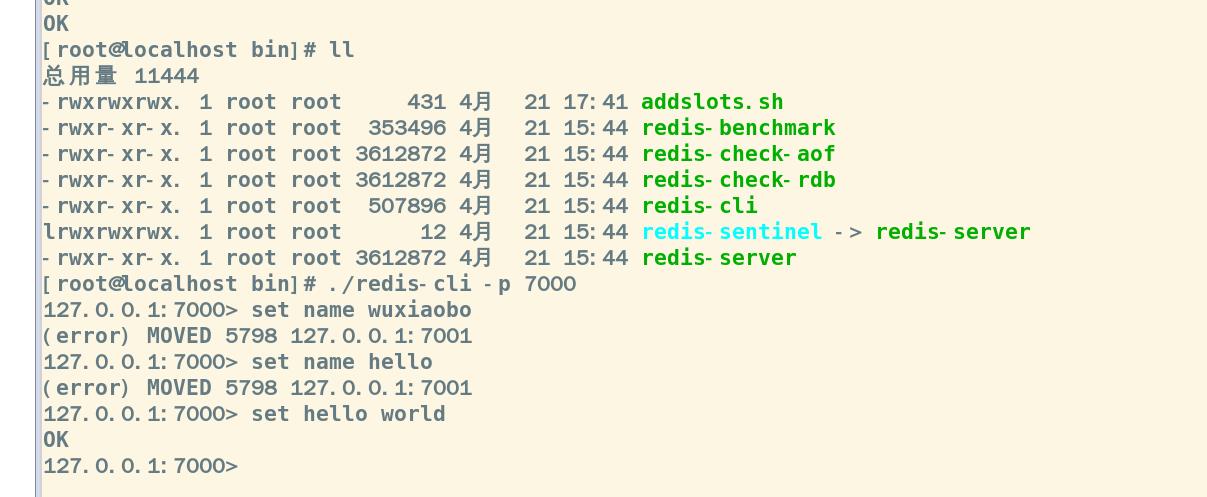 OK
OK
[root@localhost bin]# ll
总用量 11444
-rwxrwxrwx. 1 root root     431 4月  21 17:41 addslots.sh
-rwxr-xr-x. 1 root root  353496 4月  21 15:44 redis-benchmark
-rwxr-xr-x. 1 root root 3612872 4月  21 15:44 redis-check-aof
-rwxr-xr-x. 1 root root 3612872 4月  21 15:44 redis-check-rdb
-rwxr-xr-x. 1 root root  507896 4月  21 15:44 redis-cli
lrwxrwxrwx. 1 root root      12 4月  21 15:44 redis-sentinel -> redis-server
-rwxr-xr-x. 1 root root 3612872 4月  21 15:44 redis-server
[root@localhost bin]# ./redis-cli -p 7000
127.0.0.1:7000> set name wuxiaobo
(error) MOVED 5798 127.0.0.1:7001
127.0.0.1:7000> set name hello
(error) MOVED 5798 127.0.0.1:7001
127.0.0.1:7000> set hello world
OK
127.0.0.1:7000>